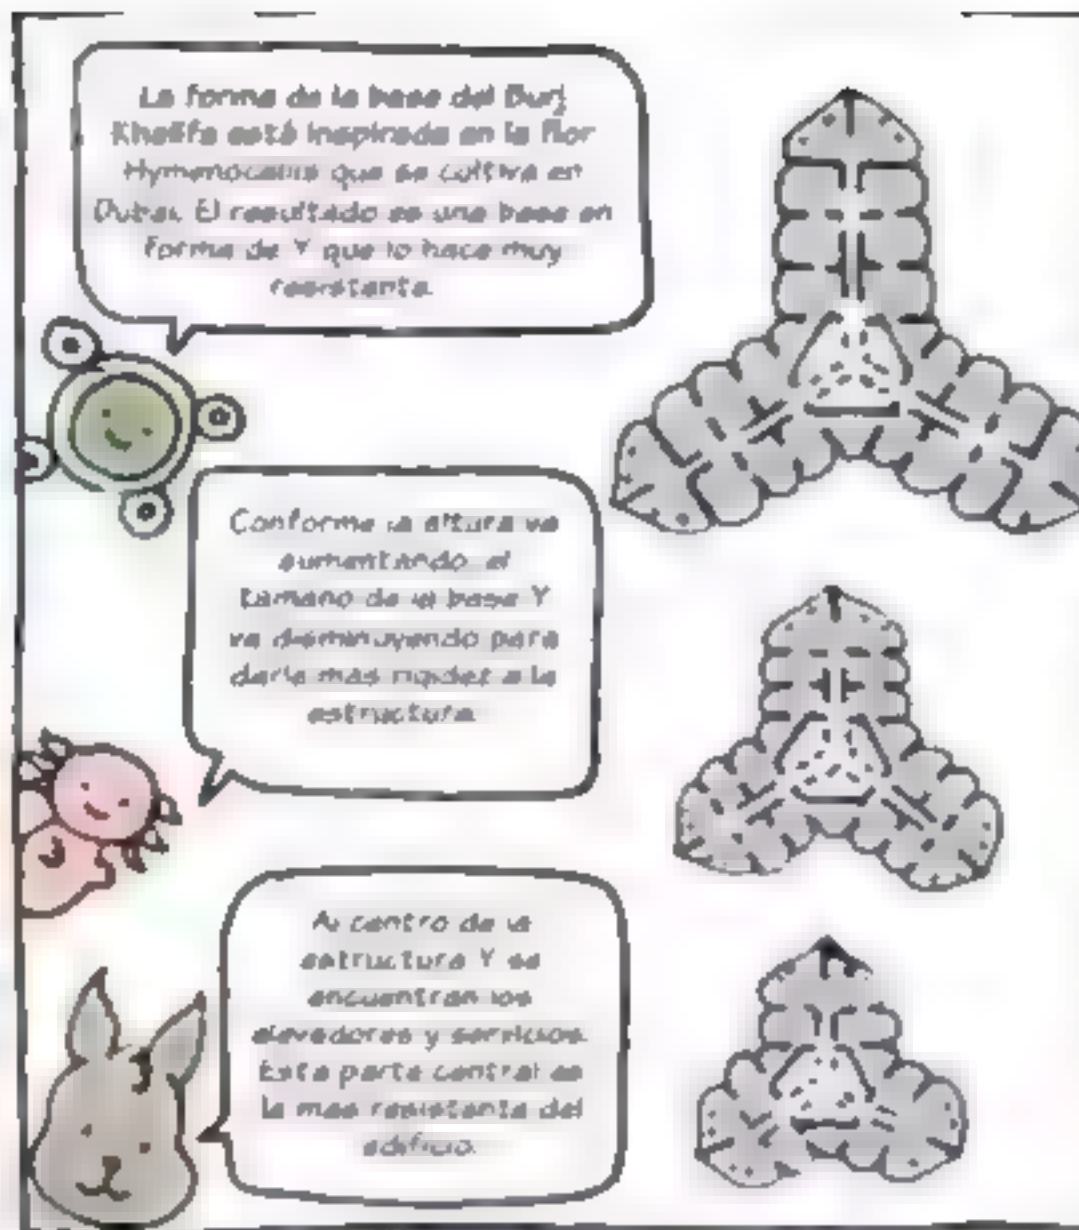 La forma de la base del Burj
Khalifa está inspirada en la flor
Hymenocallis que se cultiva en
Dubai. El resultado es una base en
forma de Y que lo hace muy
resistente.
Conforme la altura va
aumentando el
tamaño de la base Y
va disminuyendo para
darle mas rigidez a la
estructura.
Al centro de la
estructura Y se
encuentran los
elevadores y servicios.
Esta parte central es
la mas resistente del
edificio.